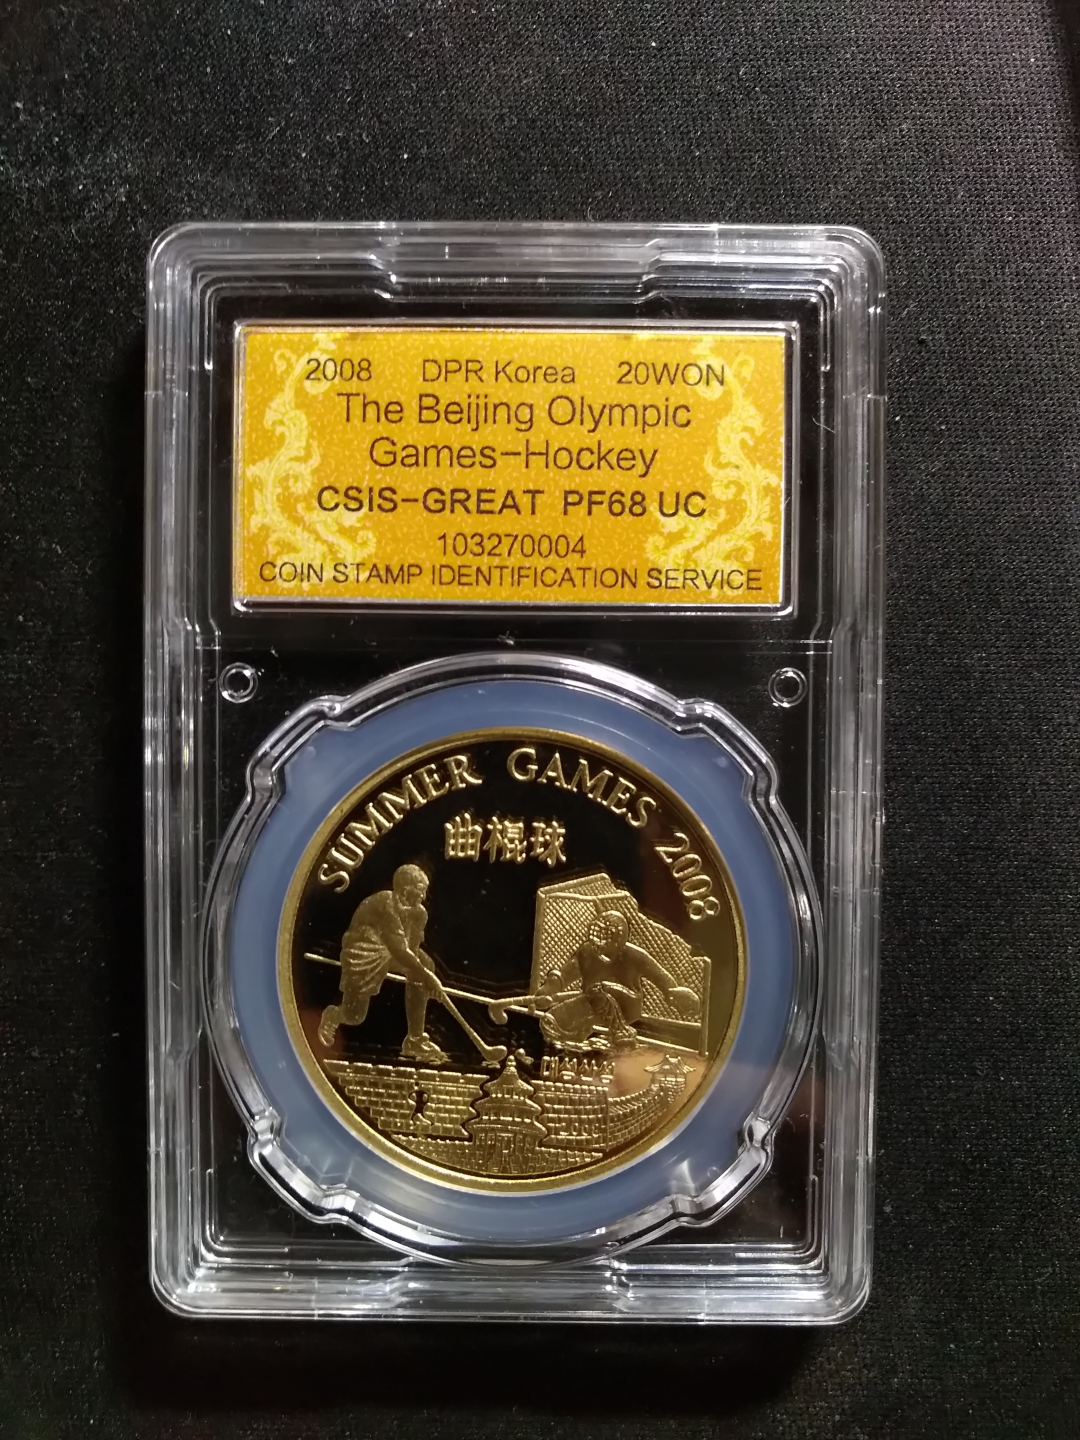 2008 DPR Korea 20WON
The Beijing Olympic
Games-Hockey
CSIS-GREAT PF68 UC
103270004
COIN STAMP IDENTIFICATION SERVICE
SUMMER GAMES 2008
曲棍球